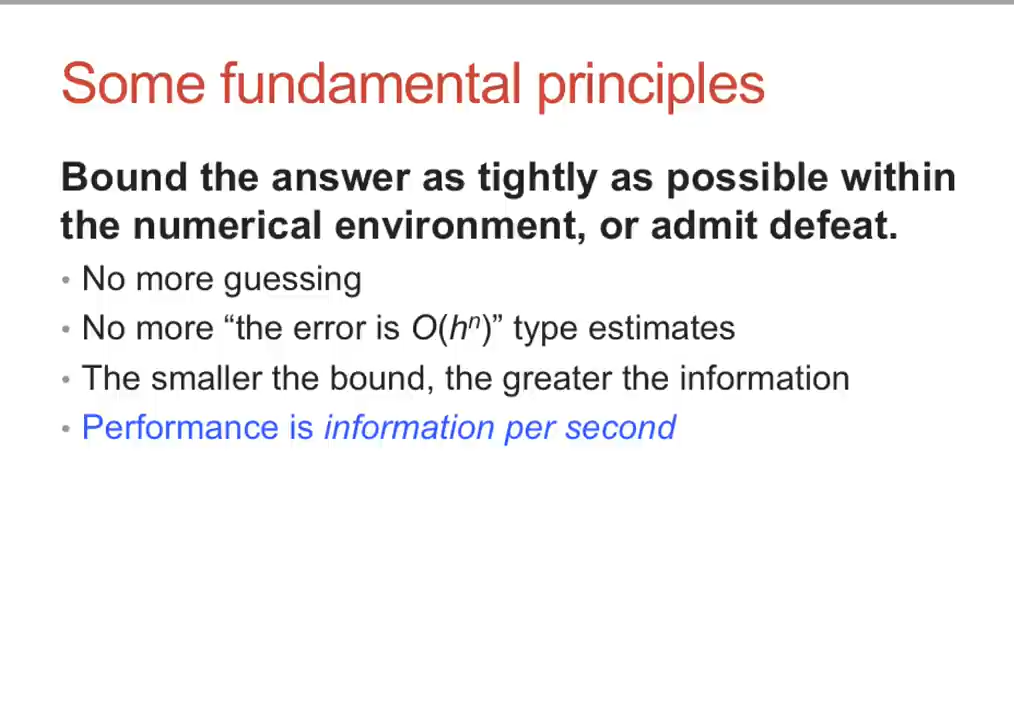 Some fundamental principles
Bound the answer as tightly as possible within
the numerical environment, or admit defeat.
• No more guessing
• No more “the error is O(hⁿ)” type estimates
• The smaller the bound, the greater the information
• Performance is information per second